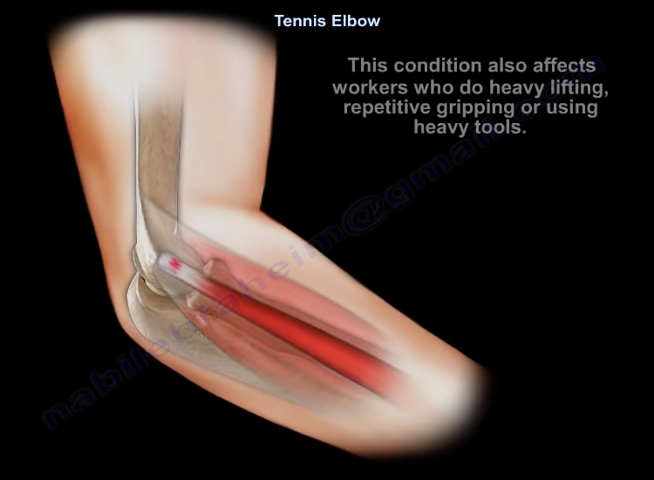 Tennis Elbow
This condition also affects
workers who do heavy lifting,
repetitive gripping or using
heavy tools.